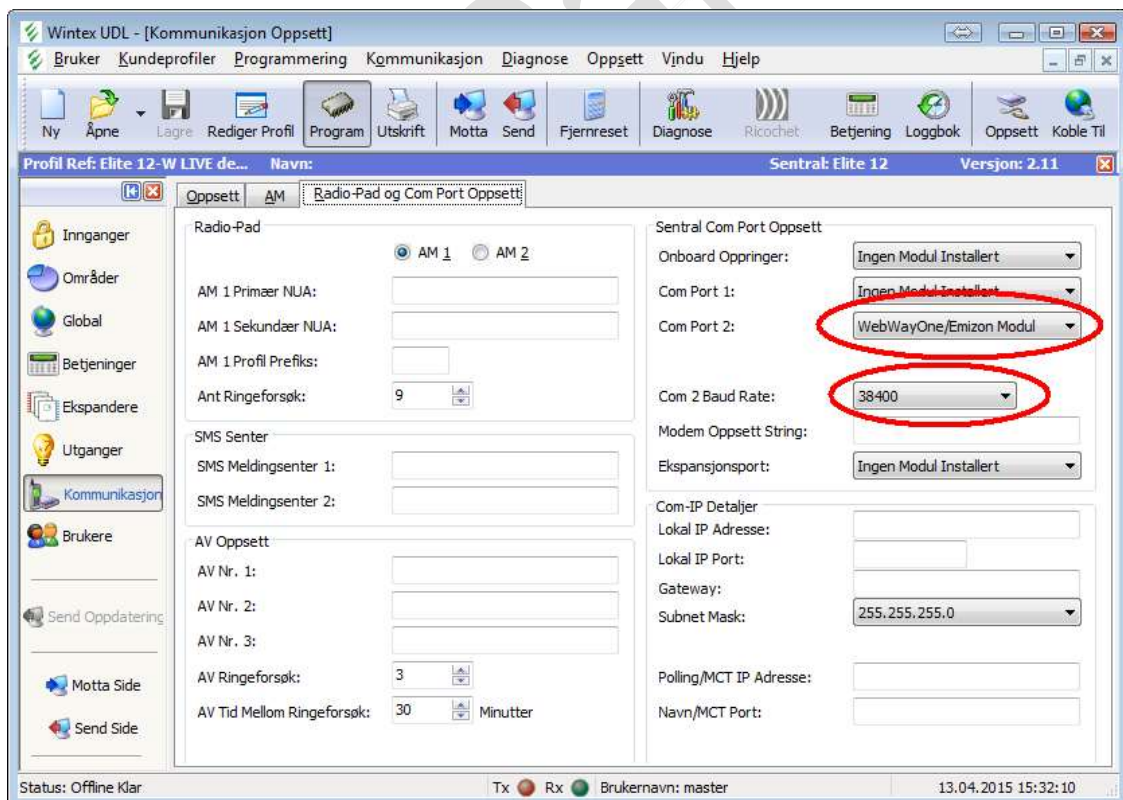 Wintex UDL - [Kommunikasjon Oppsett]
Bruker Kundeprofiler Programmering Kommunikasjon Diagnose Oppsett Vindu Hjelp
Ny Åpne Lagre Rediger Profil Program Utskrift Motta Send Fjernreset Diagnose Ricochet Betjening Loggbok Oppsett Koble Til
Profil Ref: Elite 12-W LIVE de... Navn: Sentral: Elite 12 Versjon: 2.11
Innganger
Områder
Global
Betjeninger
Ekspandere
Utganger
Kommunikasjon
Brukere
Send Oppdatering
Motta Side
Send Side
Oppsett AM Radio-Pad og Com Port Oppsett
Radio-Pad
AM 1 AM 2
AM 1 Primær NUA:
AM 1 Sekundær NUA:
AM 1 Profil Prefiks:
Ant Ringeforsøk: 9
SMS Senter
SMS Meldingsenter 1:
SMS Meldingsenter 2:
AV Oppsett
AV Nr. 1:
AV Nr. 2:
AV Nr. 3:
AV Ringeforsøk: 3
AV Tid Mellom Ringeforsøk: 30 Minutter
Sentral Com Port Oppsett
Onboard Oppringer: Ingen Modul Installert
Com Port 1: Ingen Modul Installert
Com Port 2: WebWayOne/Emizon Modul
Com 2 Baud Rate: 38400
Modem Oppsett String:
Ekspansjonsport: Ingen Modul Installert
Com-IP Detaljer
Lokal IP Adresse:
Lokal IP Port:
Gateway:
Subnet Mask: 255.255.255.0
Polling/MCT IP Adresse:
Navn/MCT Port:
Status: Offline Klar Tx Rx Brukernavn: master 13.04.2015 15:32:10